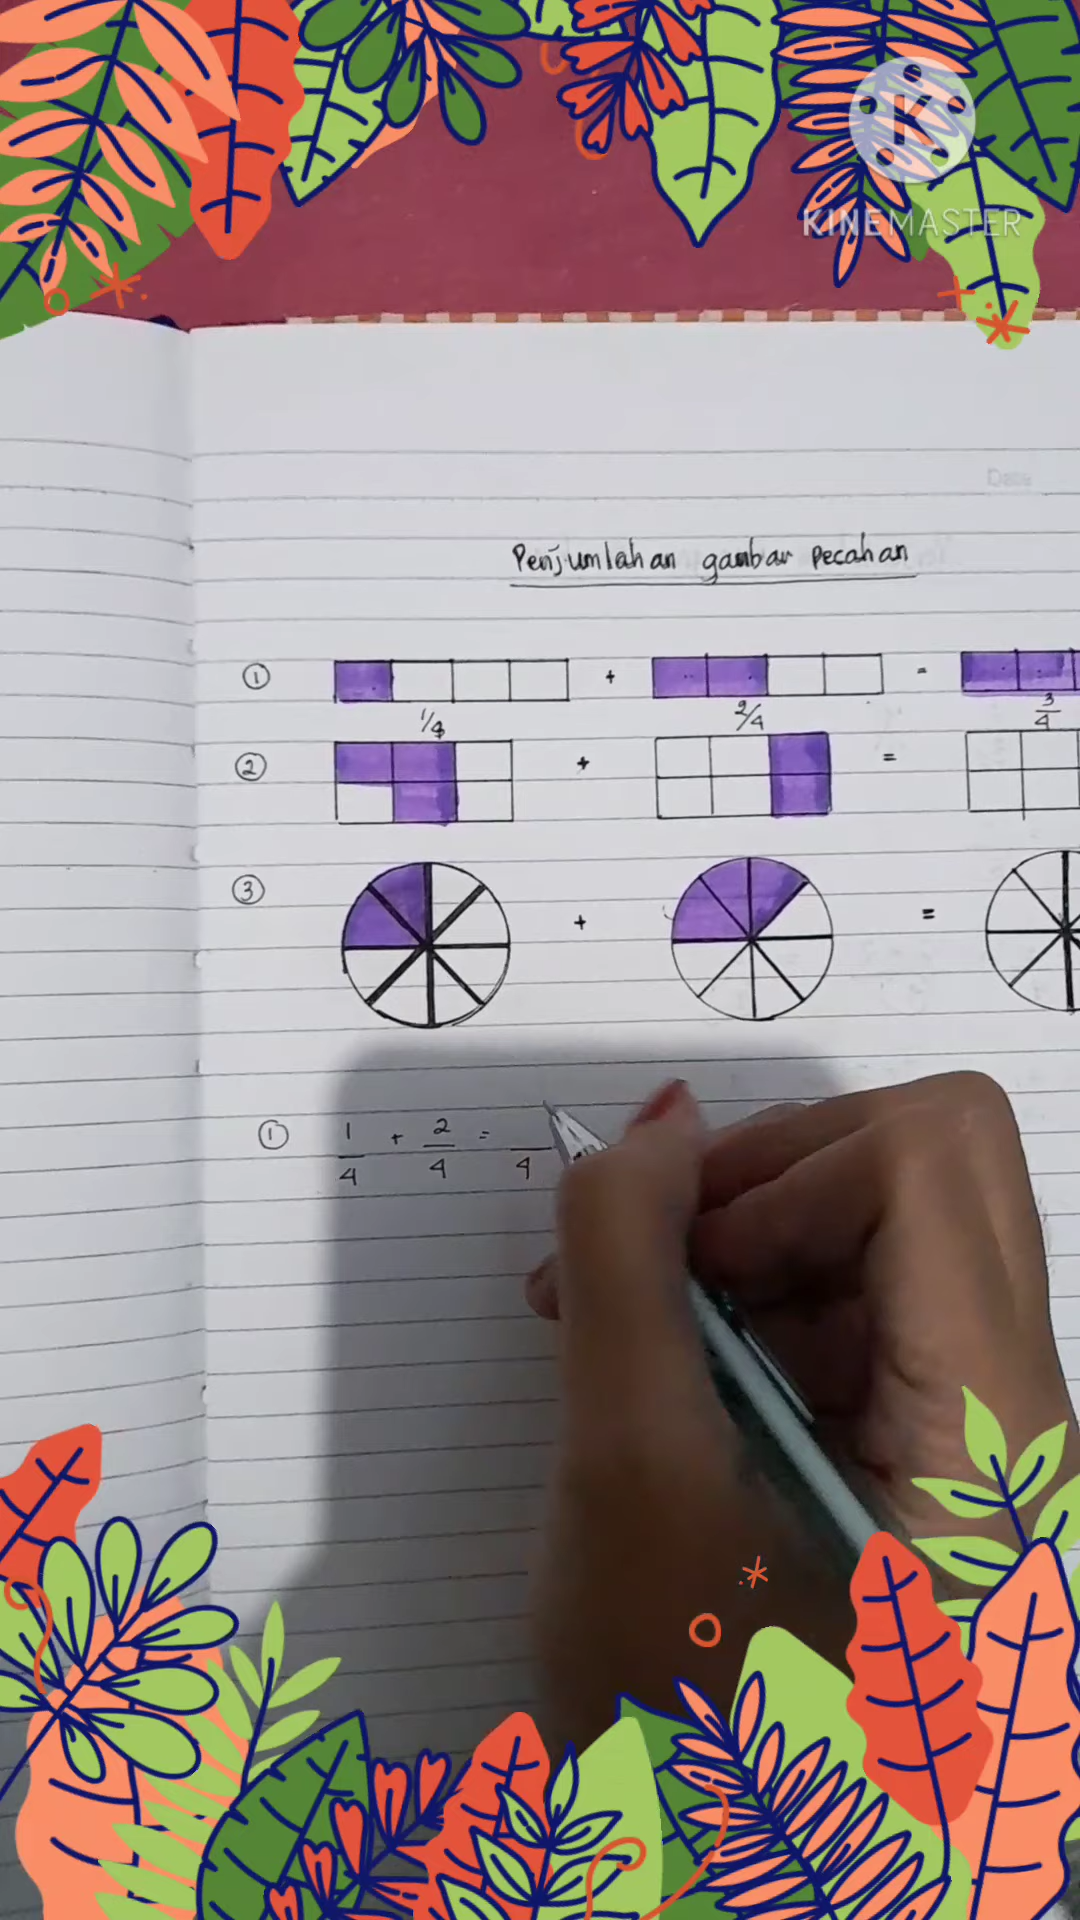 K
KINEMASTER
Date
Penjumlahan gambar pecahan
① + =
1/4 2/4 3/4
② + =
③ + =
① 1/4 + 2/4 = /4